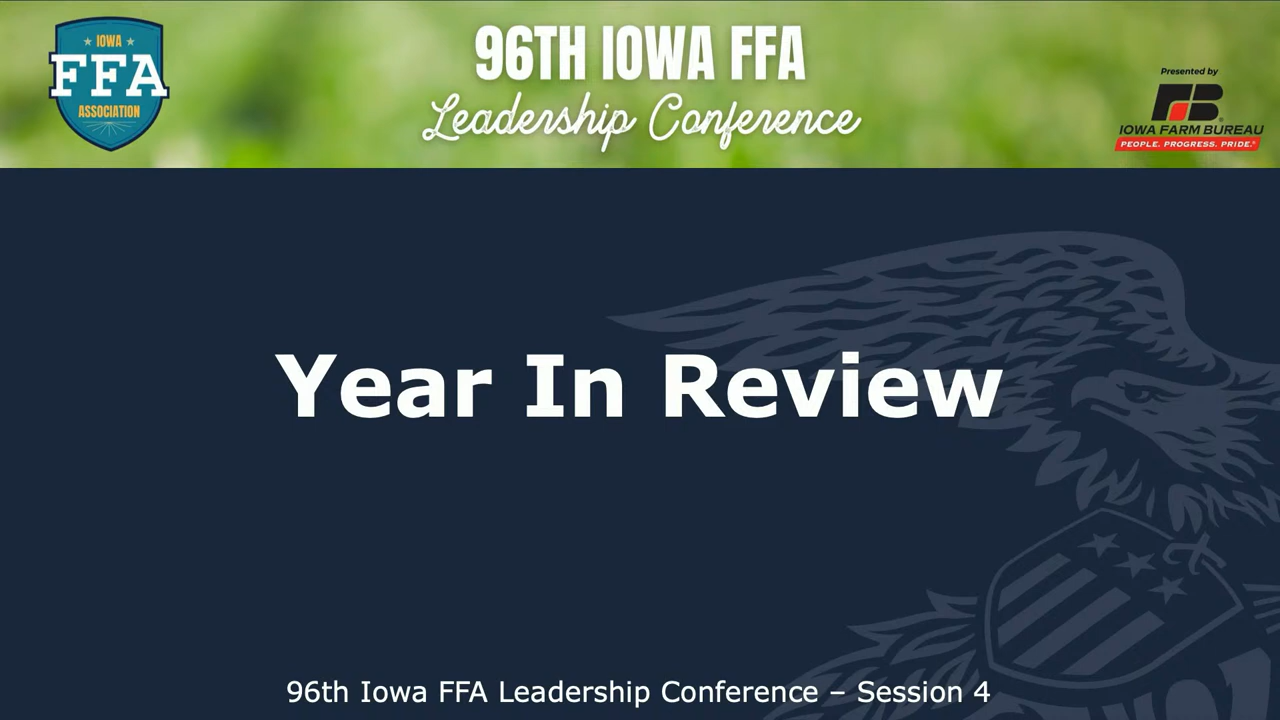 IOWA
FFA
ASSOCIATION
96TH IOWA FFA
Leadership Conference
Presented by
FB
IOWA FARM BUREAU
PEOPLE. PROGRESS. PRIDE.®
Year In Review
96th Iowa FFA Leadership Conference – Session 4